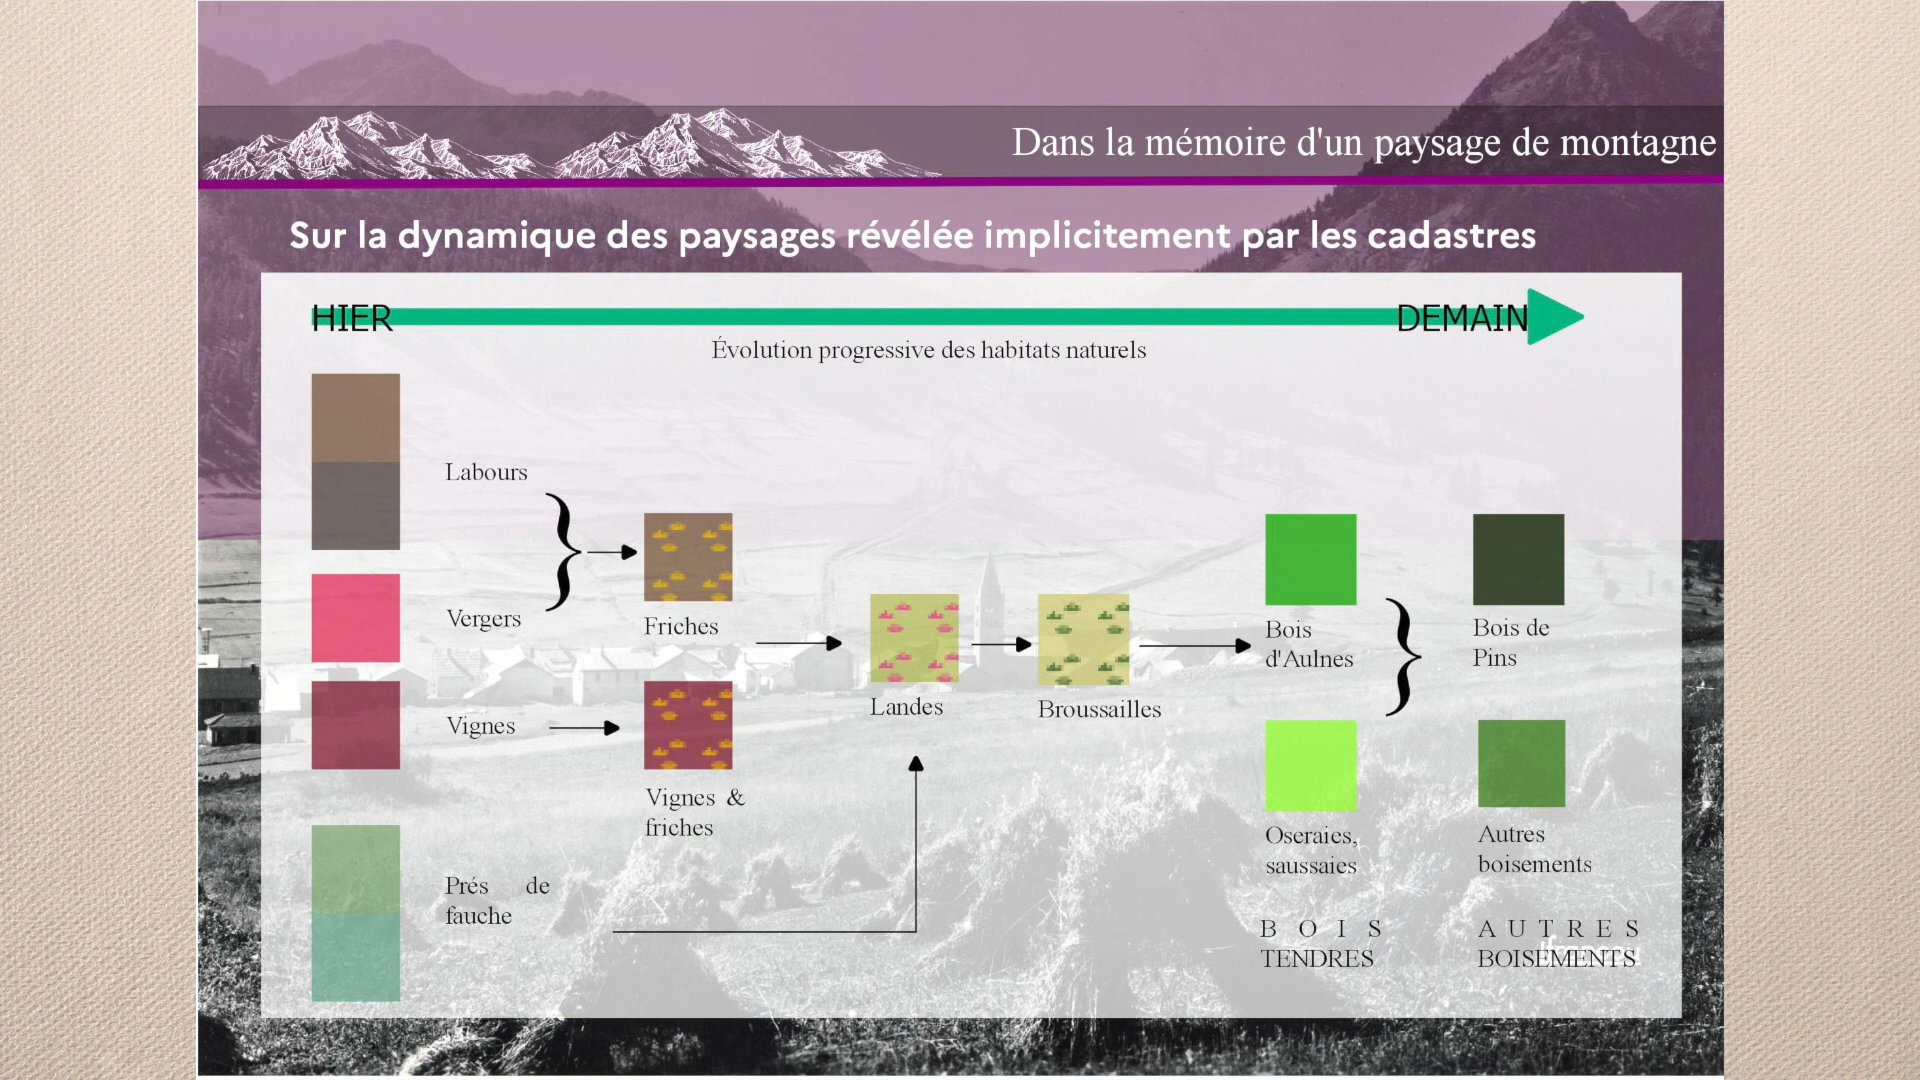 Dans la mémoire d'un paysage de montagne
Sur la dynamique des paysages révélée implicitement par les cadastres
HIER
DEMAIN
Évolution progressive des habitats naturels
Labours
Vergers
Friches
Vignes
Vignes &
friches
Prés de
fauche
Landes
Broussailles
Bois
d'Aulnes
Bois de
Pins
Oseraies,
saussaies
Autres
boisements
BOIS
TENDRES
AUTRES
BOISEMENTS